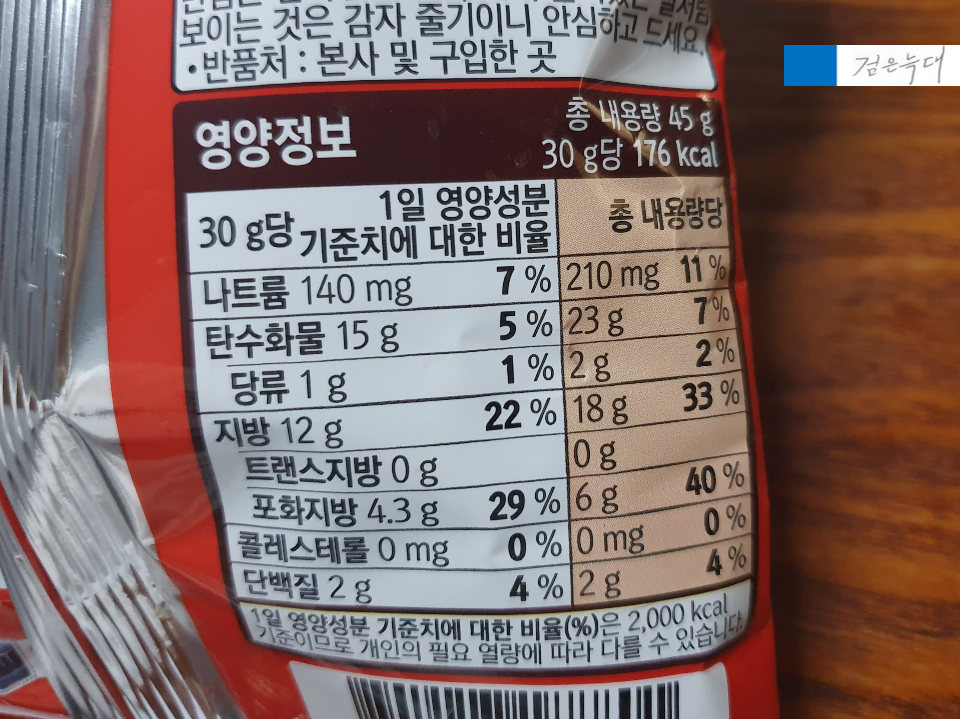 보이는 것은 감자 줄기이니 안심하고 드세요.
•반품처 : 본사 및 구입한 곳
검은늑대
영양정보
총 내용량 45 g
30 g당 176 kcal
30 g당 1일 영양성분 기준치에 대한 비율 총 내용량당
나트륨 140 mg 7 % 210 mg 11 %
탄수화물 15 g 5 % 23 g 7 %
당류 1 g 1 % 2 g 2 %
지방 12 g 22 % 18 g 33 %
트랜스지방 0 g 0 g
포화지방 4.3 g 29 % 6 g 40 %
콜레스테롤 0 mg 0 % 0 mg 0 %
단백질 2 g 4 % 2 g 4 %
1일 영양성분 기준치에 대한 비율(%)은 2,000 kcal
기준이므로 개인의 필요 열량에 따라 다를 수 있습니다.